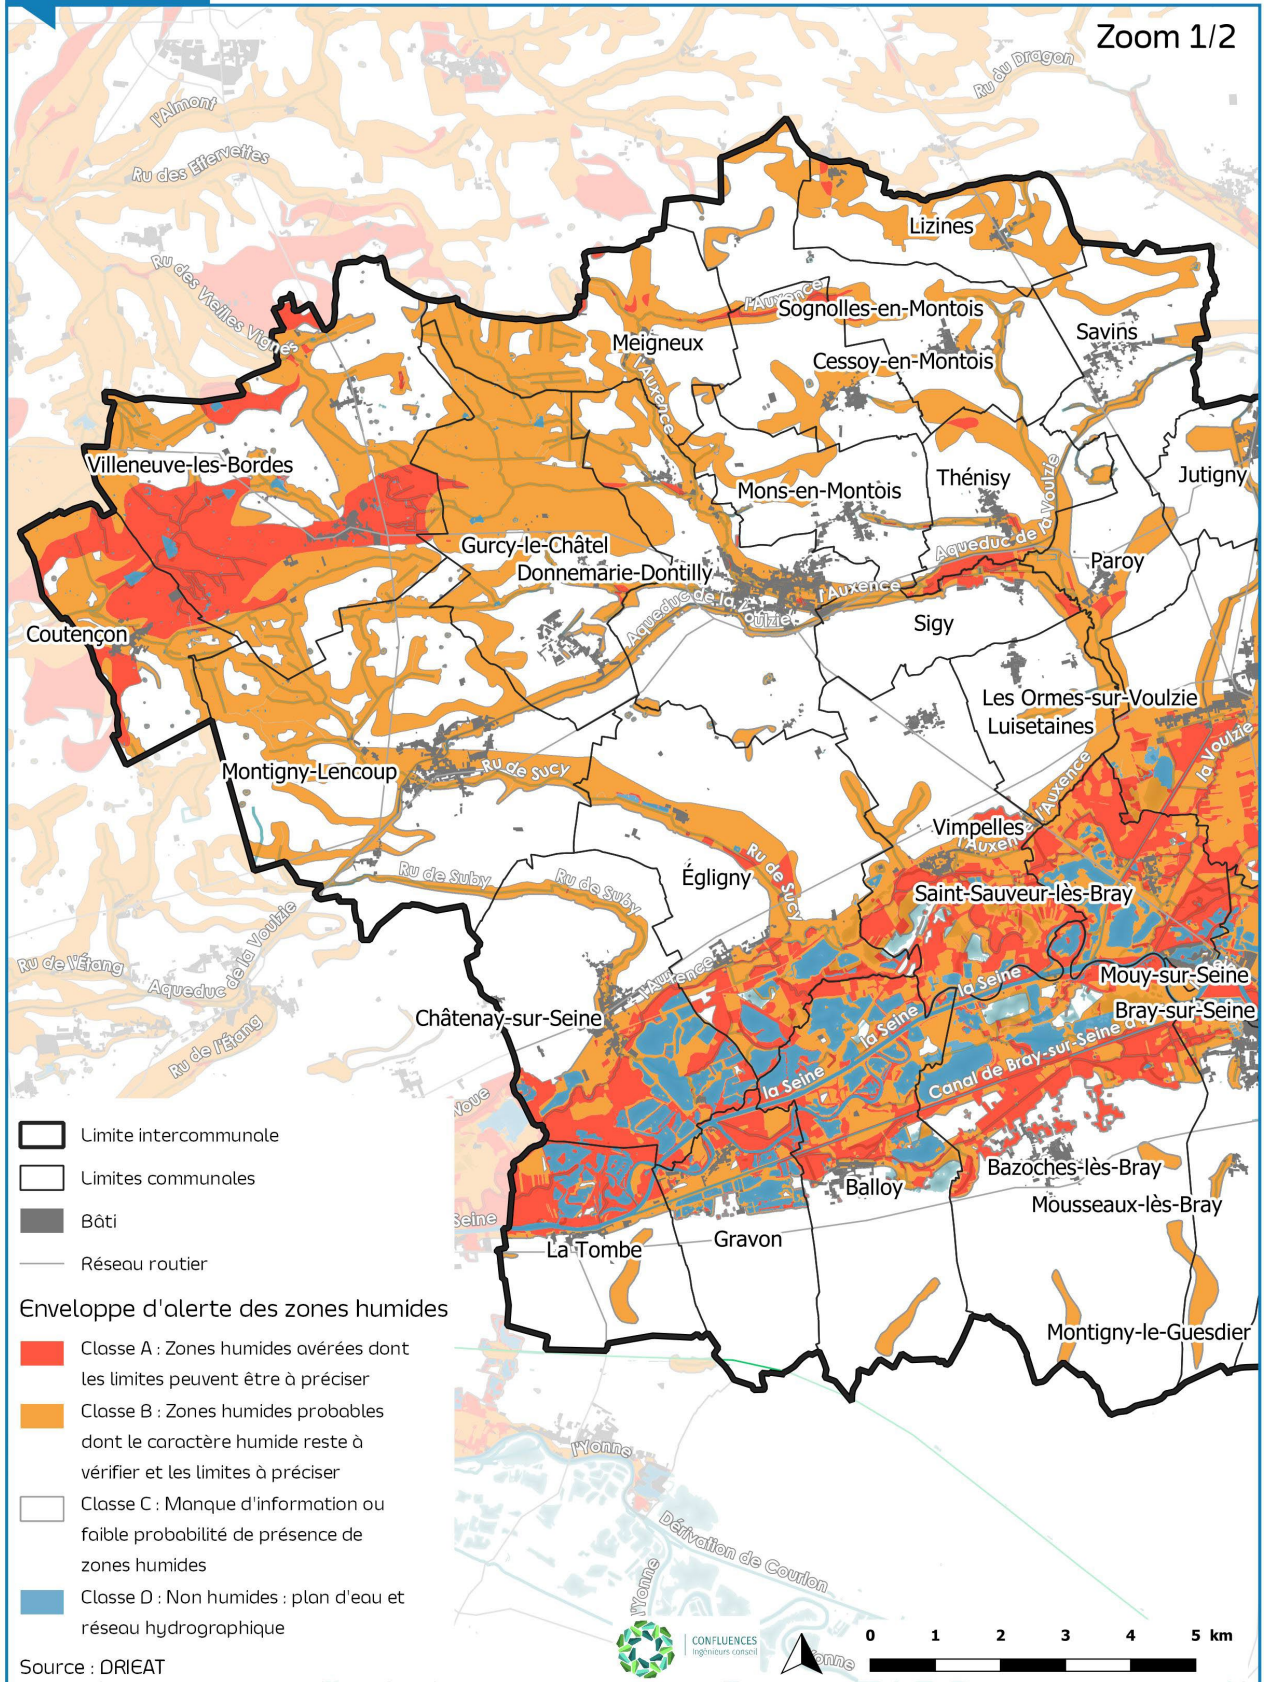 Zoom 1/2
Ru du Dragon
l'Almont
Ru des Effervettes
Lizines
Ru des Vieilles Vignes
l'Auxence
Sognolles-en-Montois
Savins
Meigneux
Cessoy-en-Montois
l'Auxence
Villeneuve-les-Bordes
Jutigny
Thénisy
Mons-en-Montois
Aqueduc de la Voulzie
Gurcy-le-Châtel
Donnemarie-Dontilly
Paroy
l'Auxence
Aqueduc de la Voulzie
Coutençon
Sigy
Les Ormes-sur-Voulzie
Luisetaines
la Voulzie
Montigny-Lencoup
Ru de Sucy
l'Auxence
Vimpelles
l'Auxen
Ru de Suby
Ru de Suby
Égligny
Ru de Sucy
Saint-Sauveur-lès-Bray
Aqueduc de la Voulzie
Ru de l'Étang
l'Auxence
la Seine
Mouy-sur-Seine
Bray-sur-Seine
Châtenay-sur-Seine
la Seine
Ru de l'Étang
Canal de Bray-sur-Seine à
la Seine
Voue
Bazoches-lès-Bray
Balloy
Mousseaux-lès-Bray
Seine
La Tombe
Gravon
Montigny-le-Guesdier
Limite intercommunale
Limites communales
Bâti
Réseau routier
Enveloppe d'alerte des zones humides
Classe A : Zones humides avérées dont
les limites peuvent être à préciser
Classe B : Zones humides probables
dont le caractère humide reste à
vérifier et les limites à préciser
Classe C : Manque d'information ou
faible probabilité de présence de
zones humides
Classe D : Non humides : plan d'eau et
réseau hydrographique
Source : DRIEAT
l'Yonne
Dérivation de Courlon
l'Yonne
Yonne
CONFLUENCES
Ingénieurs conseil
0 1 2 3 4 5 km